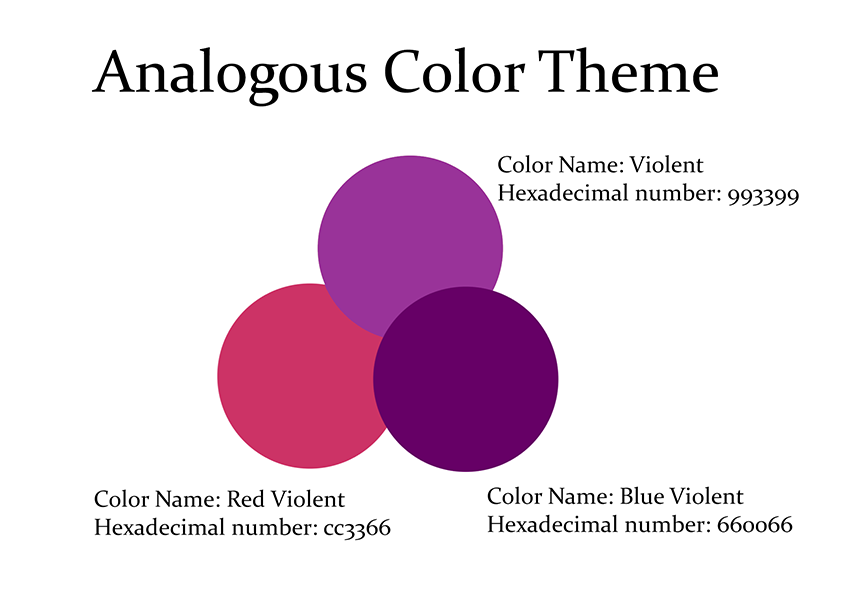 Analogous Color Theme
Color Name: Violent
Hexadecimal number: 993399
Color Name: Red Violent
Hexadecimal number: cc3366
Color Name: Blue Violent
Hexadecimal number: 660066